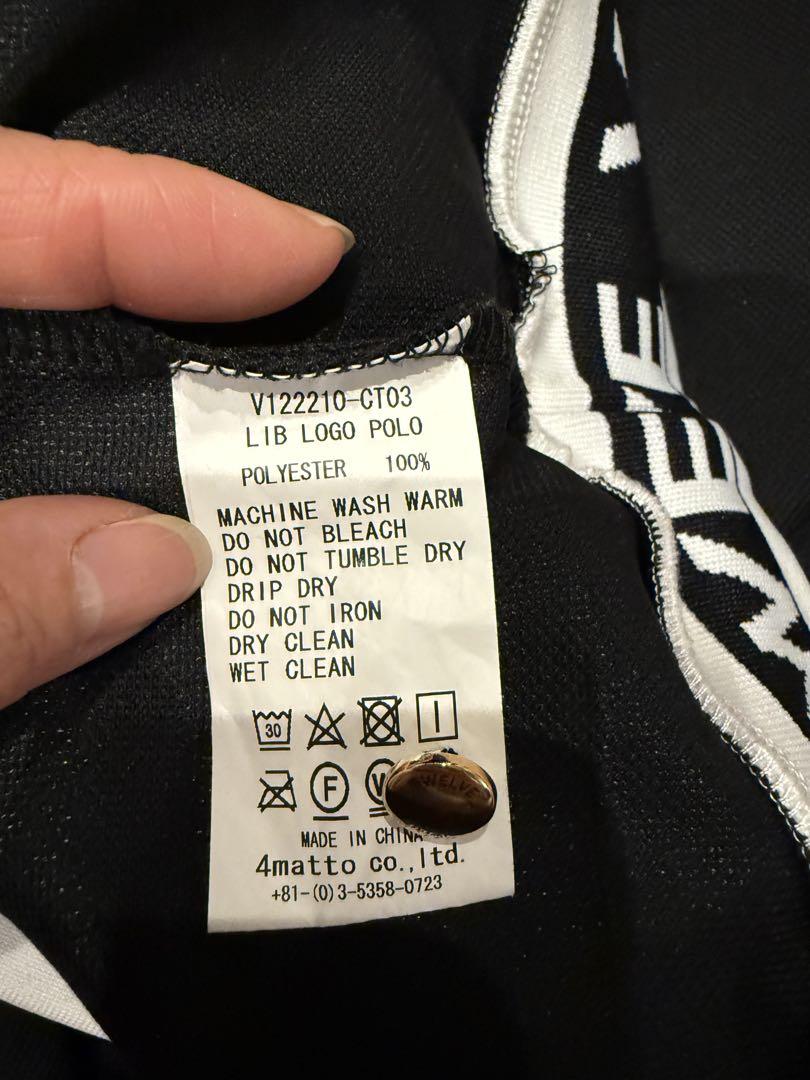 V122210-CT03
LIB LOGO POLO
POLYESTER 100%
MACHINE WASH WARM
DO NOT BLEACH
DO NOT TUMBLE DRY
DRIP DRY
DO NOT IRON
DRY CLEAN
WET CLEAN
30
F
MADE IN CHINA
4matto co.,ltd.
+81-(0)3-5358-0723